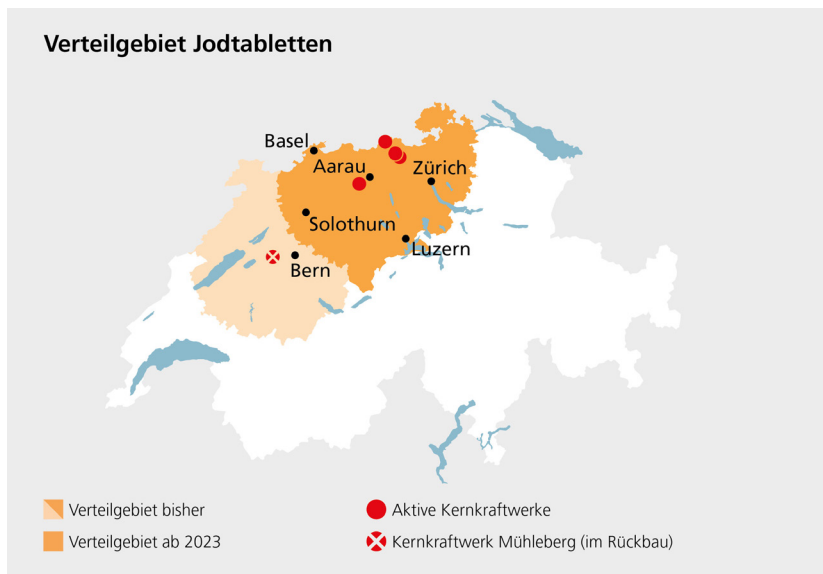 Verteilgebiet Jodtabletten
Basel
Aarau
Zürich
Solothurn
Luzern
Bern
Verteilgebiet bisher
Aktive Kernkraftwerke
Verteilgebiet ab 2023
Kernkraftwerk Mühleberg (im Rückbau)